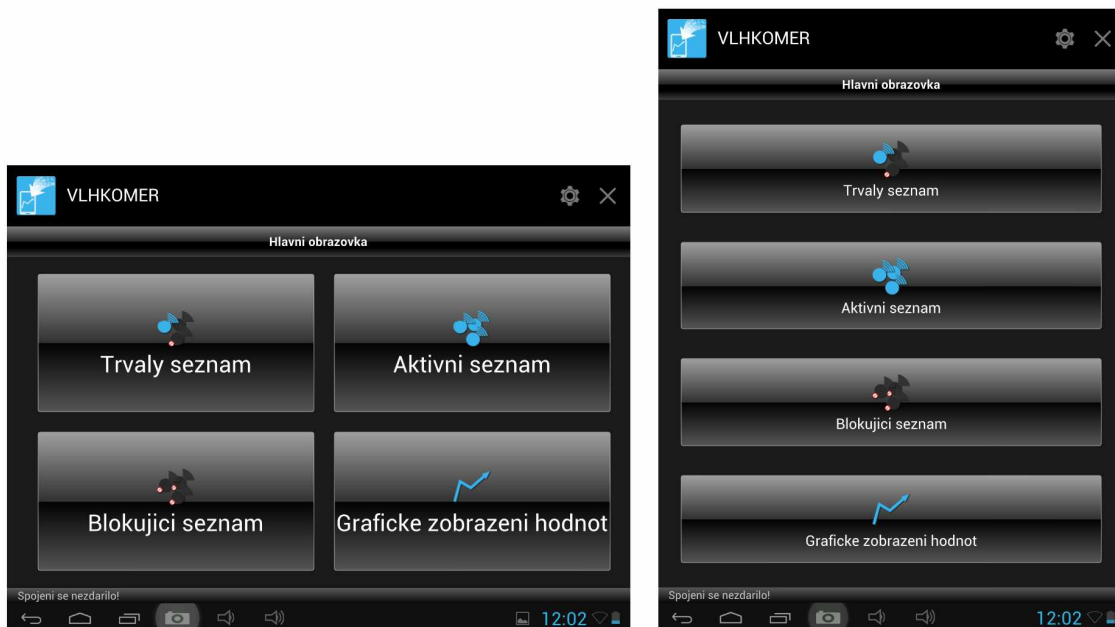 VLHKOMER
Hlavni obrazovka
Trvaly seznam
Aktivni seznam
Blokujici seznam
Graficke zobrazeni hodnot
Spojeni se nezdarilo!
12:02
VLHKOMER
Hlavni obrazovka
Trvaly seznam
Aktivni seznam
Blokujici seznam
Graficke zobrazeni hodnot
Spojeni se nezdarilo!
12:02